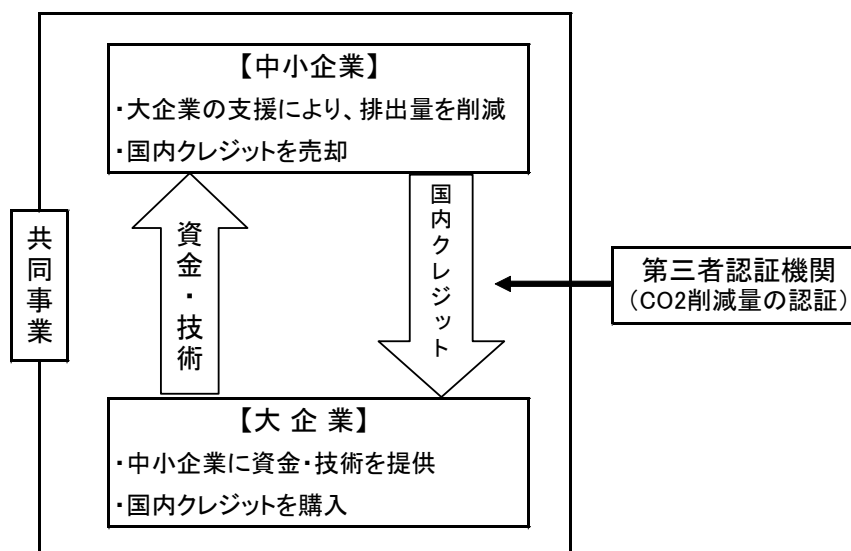 【中小企業】
・大企業の支援により、排出量を削減
・国内クレジットを売却
共同事業
資金・技術
国内クレジット
第三者認証機関
（CO2削減量の認証）
【大 企 業】
・中小企業に資金・技術を提供
・国内クレジットを購入